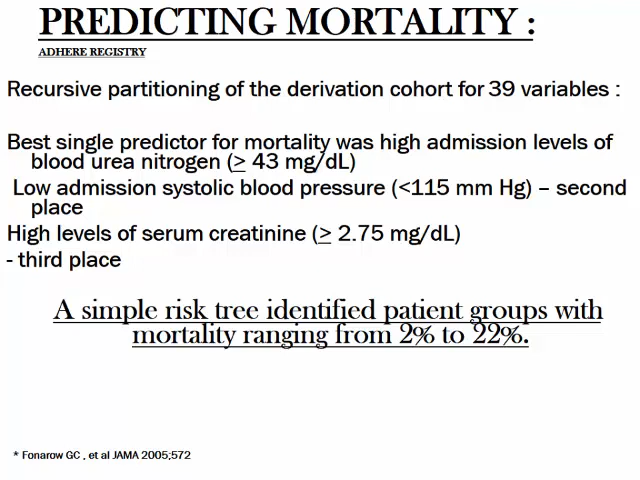 PREDICTING MORTALITY :
ADHERE REGISTRY
Recursive partitioning of the derivation cohort for 39 variables :
Best single predictor for mortality was high admission levels of
blood urea nitrogen (≥ 43 mg/dL)
Low admission systolic blood pressure (<115 mm Hg) – second
place
High levels of serum creatinine (≥ 2.75 mg/dL)
- third place
A simple risk tree identified patient groups with
mortality ranging from 2% to 22%.
* Fonarow GC , et al JAMA 2005;572